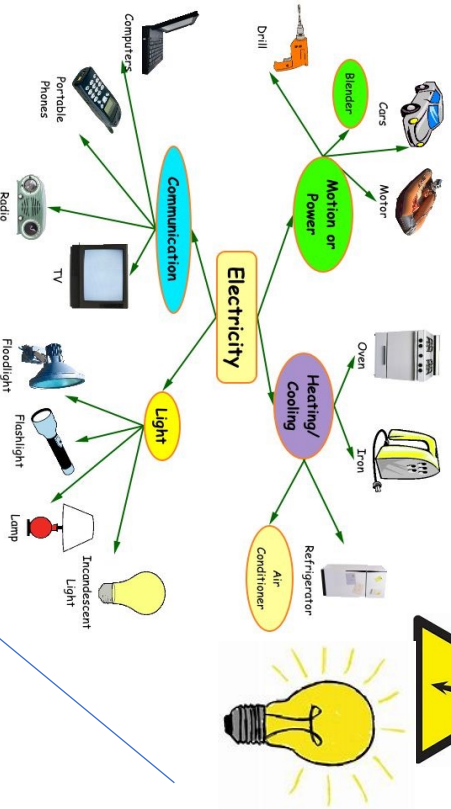 Electricity
Motion or
Power
Drill
Blender
Cars
Motor
Heating/
Cooling
Oven
Iron
Refrigerator
Air
Conditioner
Communication
Computers
Portable
Phones
Radio
TV
Light
Floodlight
Flashlight
Lamp
Incandescent
Light